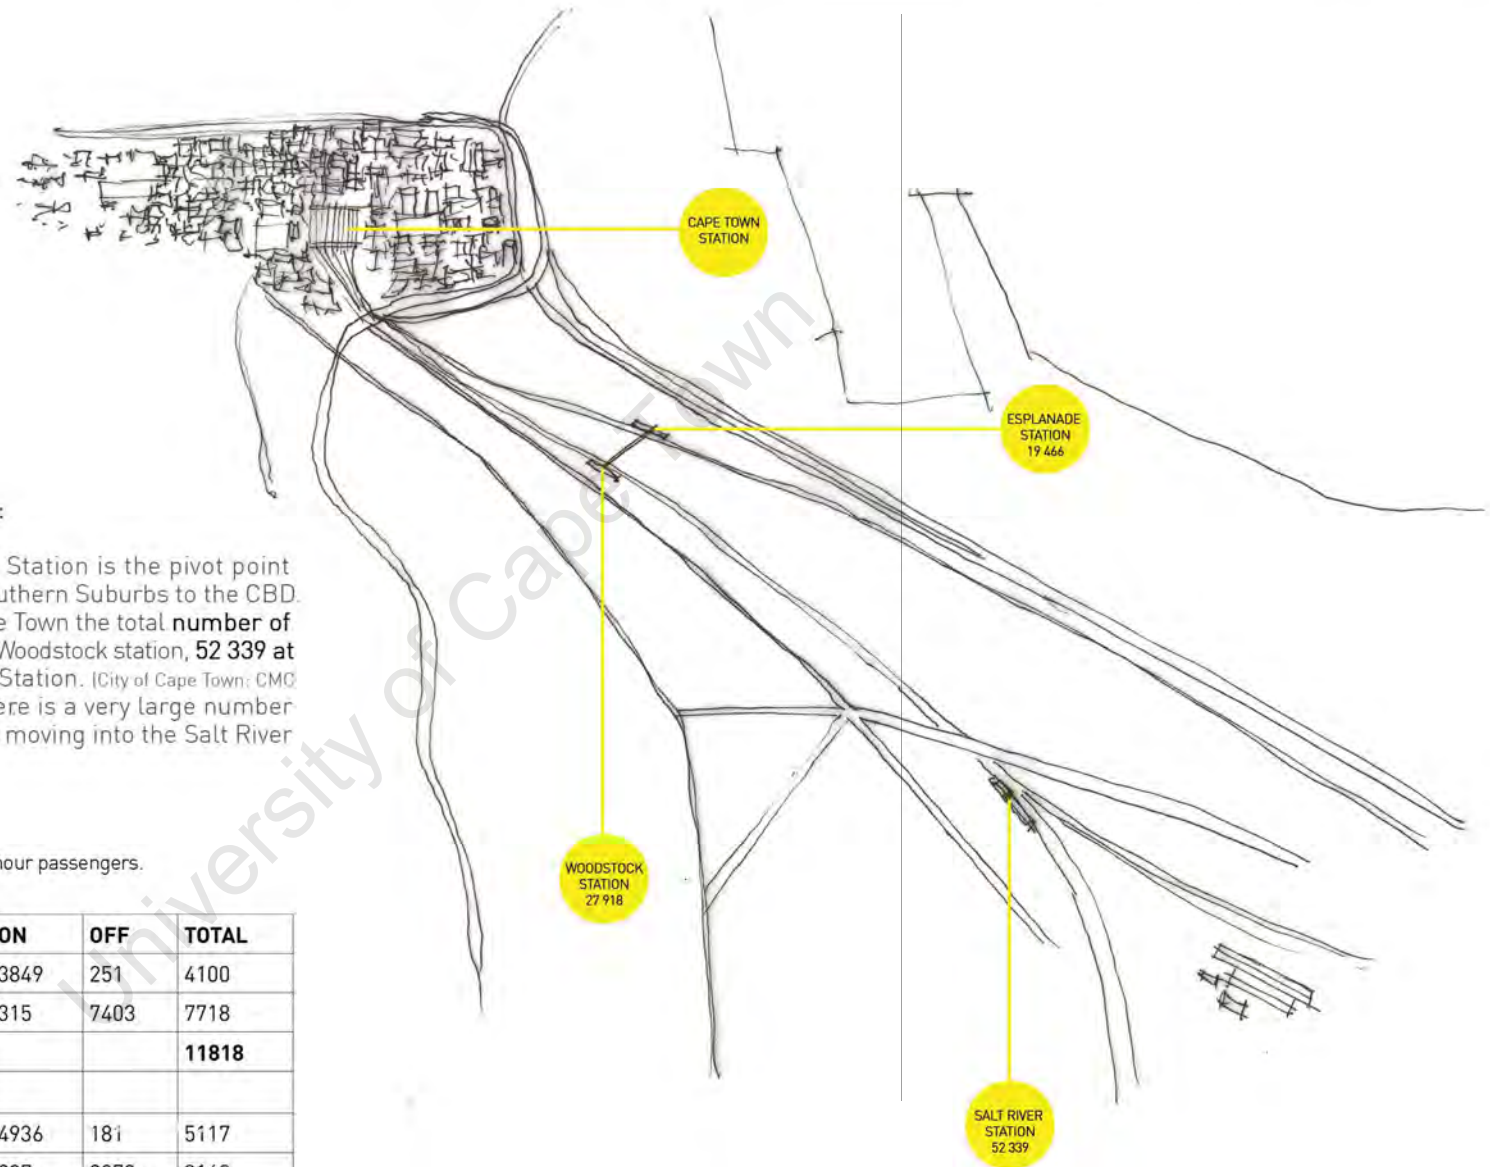 CAPE TOWN
STATION
ESPLANADE
STATION
19 466
:
Station is the pivot point
uthern Suburbs to the CBD.
e Town the total number of
Woodstock station, 52 339 at
Station. (City of Cape Town: CMC
ere is a very large number
moving into the Salt River
hour passengers.
ON OFF TOTAL
3849 251 4100
315 7403 7718
11818
4936 181 5117
WOODSTOCK
STATION
27 918
SALT RIVER
STATION
52 339
University of Cape Town